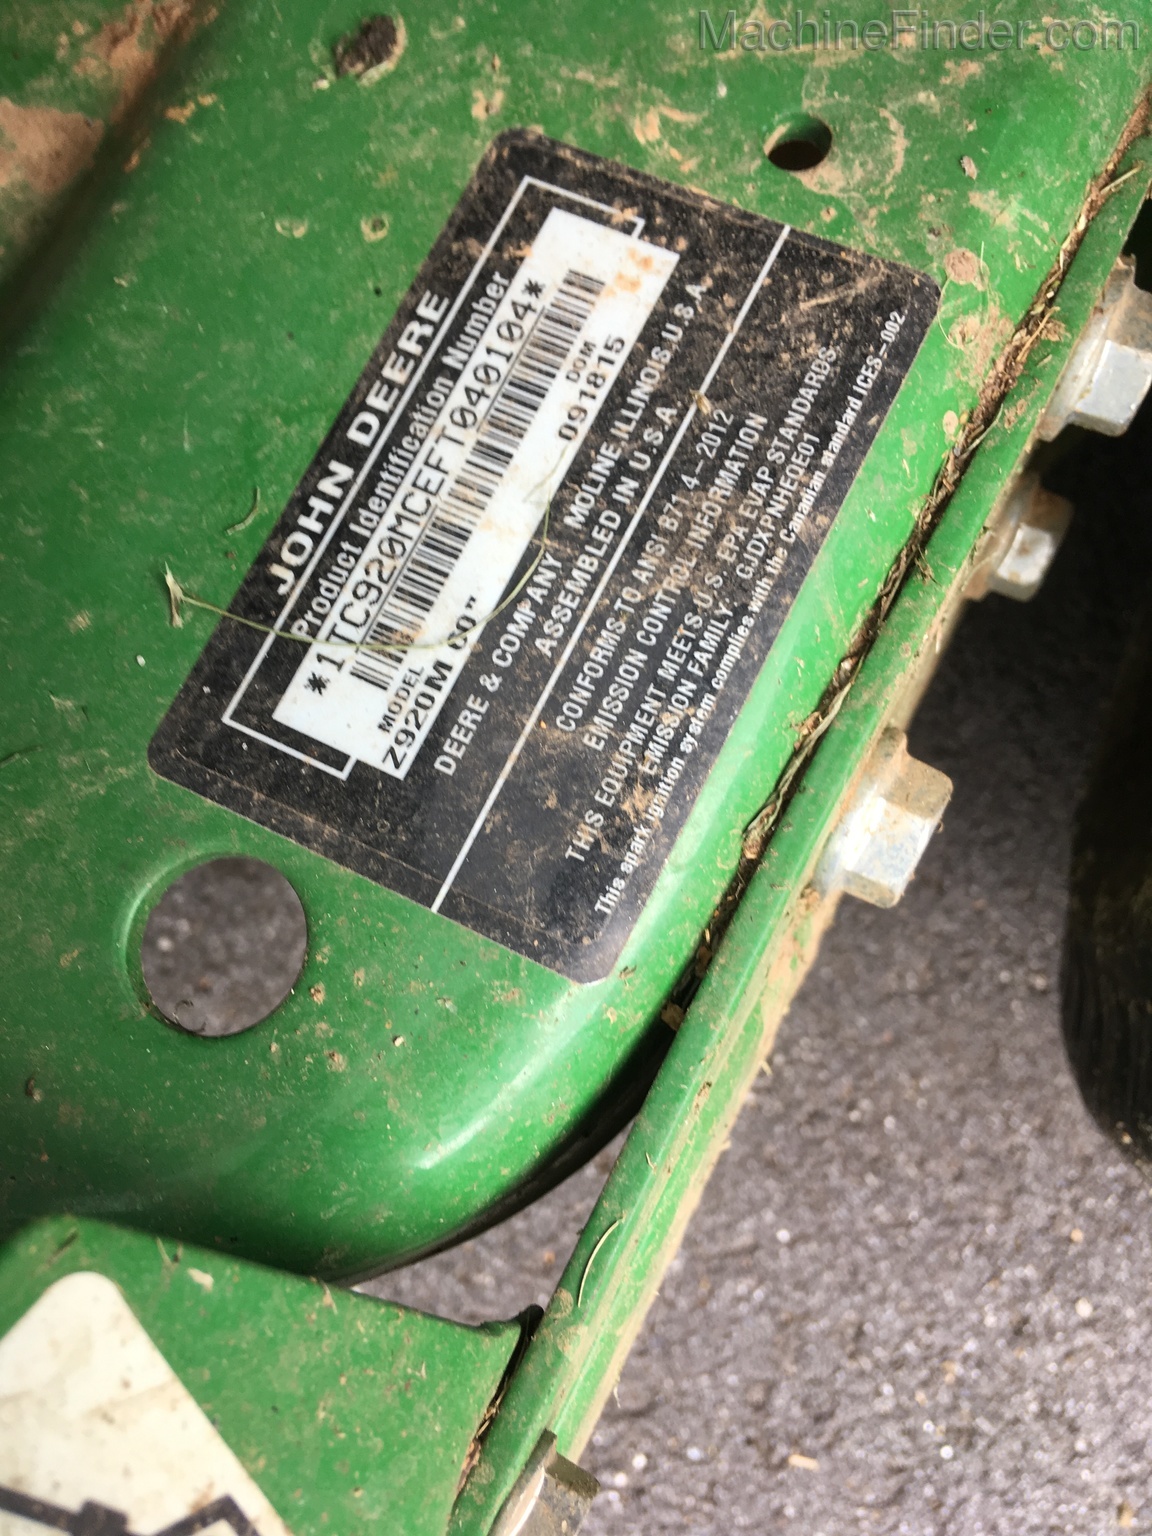 MachineFinder.com
JOHN DEERE
Product Identification Number
*1TC920MCEFT040104*
MODEL DOM
Z920M 60" 091815
DEERE & COMPANY MOLINE, ILLINOIS U.S.A.
ASSEMBLED IN U.S.A
CONFORMS TO ANSI B71.4-2012
EMISSION CONTROL INFORMATION
THIS EQUIPMENT MEETS U.S. EPA EVAP STANDARDS.
EMISSION FAMILY: GJDXPNHEQE01
This spark ignition system complies with the Canadian standard ICES-002.